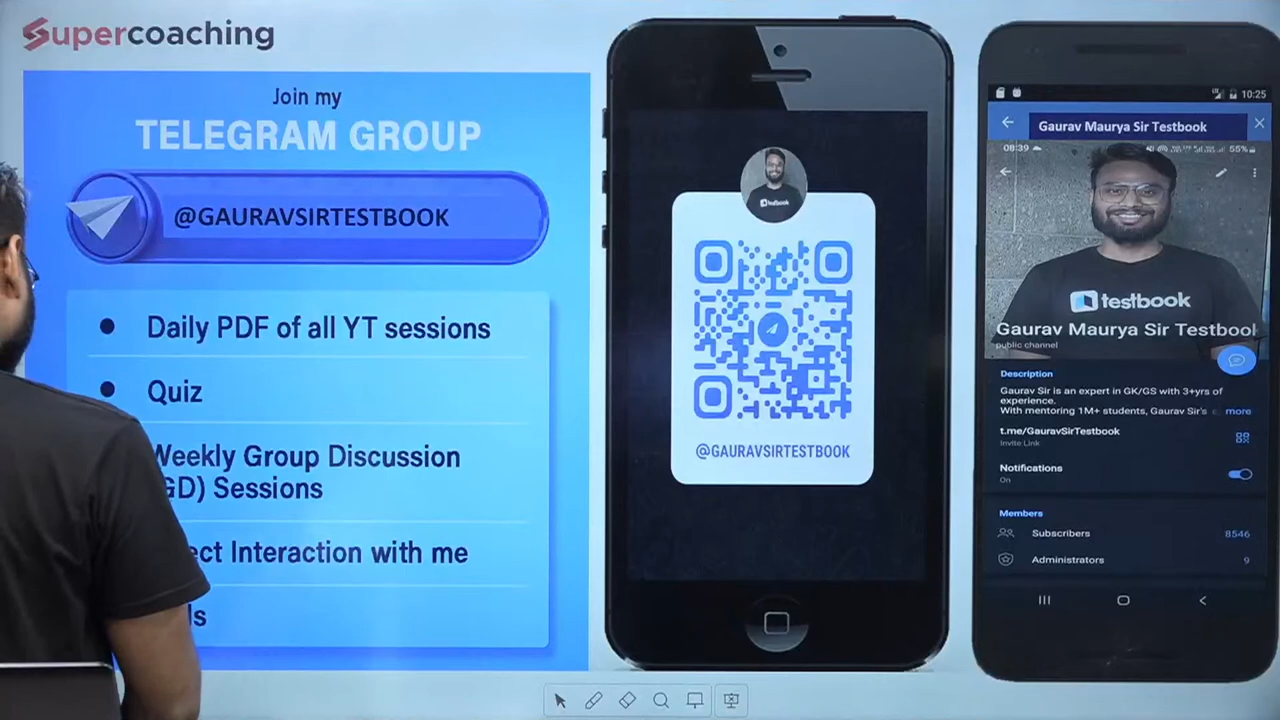 Supercoaching
Join my
TELEGRAM GROUP
@GAURAVSIRTESTBOOK
Daily PDF of all YT sessions
Quiz
Weekly Group Discussion
GD) Sessions
Interaction with me
testbook
@GAURAVSIRTESTBOOK
10:25
Gaurav Maurya Sir Testbook
08:39
55%
testbook
Gaurav Maurya Sir Testbool
public channel
Description
Gaurav Sir is an expert in GK/GS with 3+yrs of
experience.
With mentoring 1M+ students, Gaurav Sir's
more
t.me/GauravSirTestbook
Invite Link
Notifications
On
Members
Subscribers 8546
Administrators 9